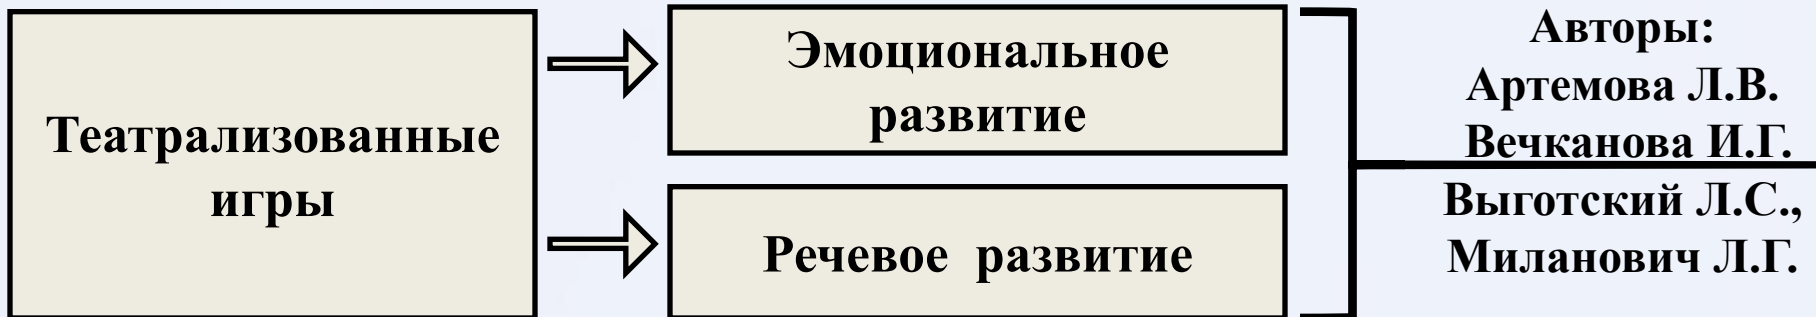 Театрализованные
игры
Эмоциональное
развитие
Речевое развитие
Авторы:
Артемова Л.В.
Вечканова И.Г.
Выготский Л.С.,
Миланович Л.Г.